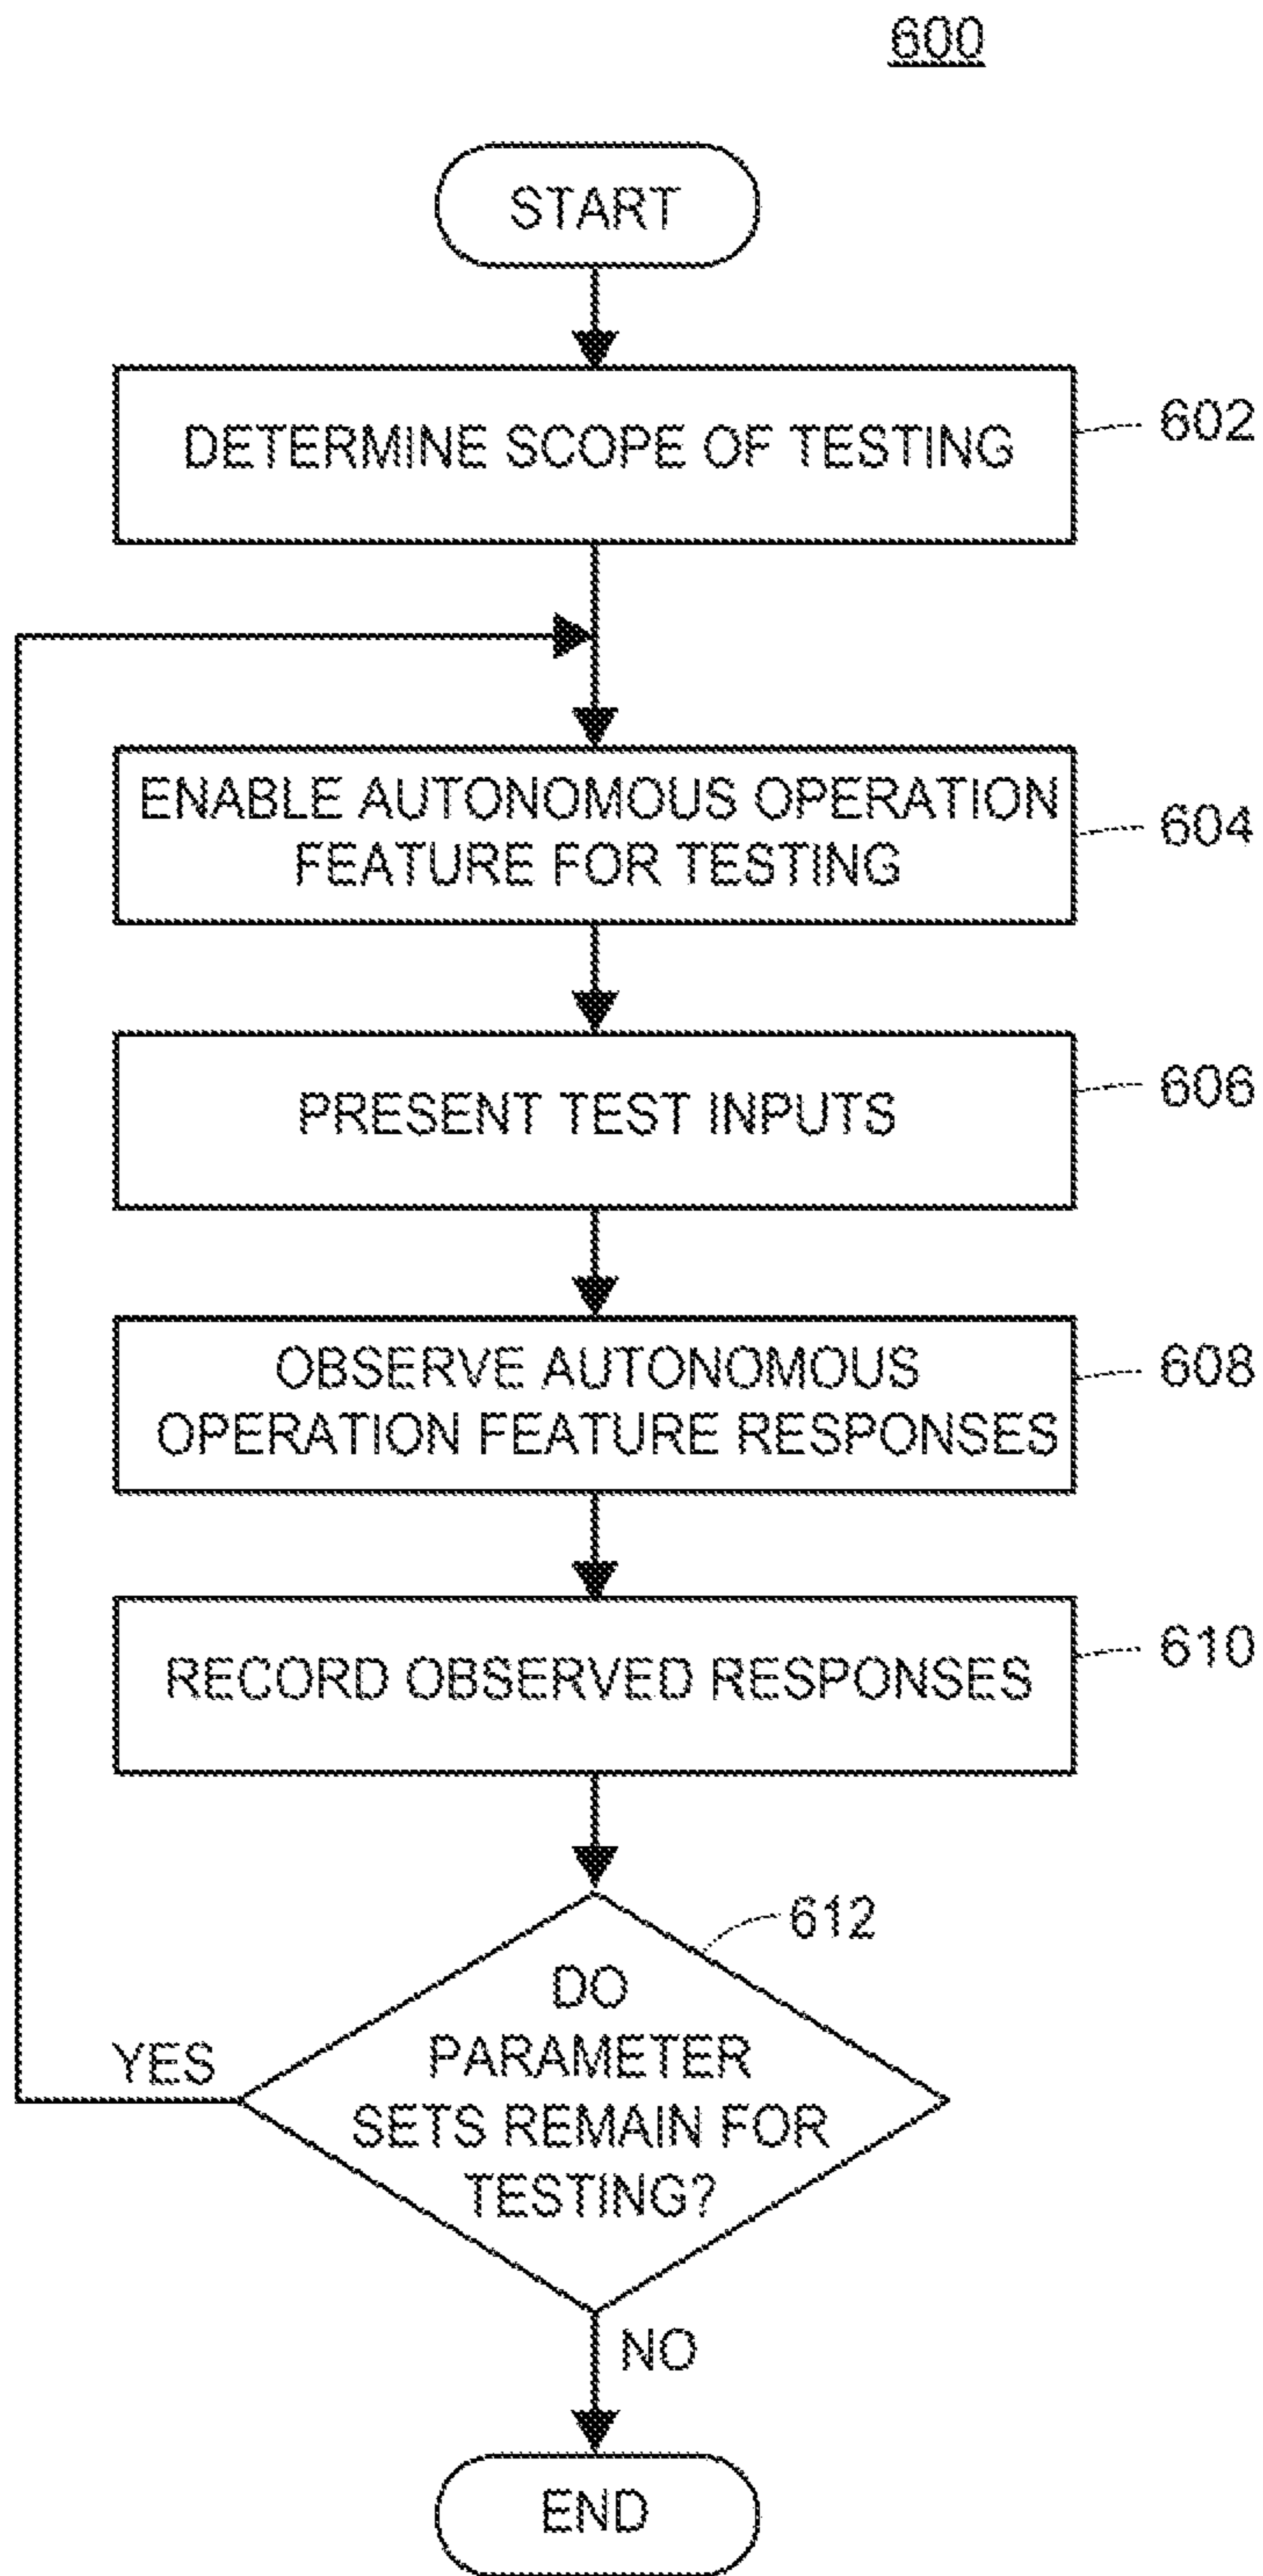 600
START
DETERMINE SCOPE OF TESTING
602
ENABLE AUTONOMOUS OPERATION
FEATURE FOR TESTING
604
PRESENT TEST INPUTS
606
OBSERVE AUTONOMOUS
OPERATION FEATURE RESPONSES
608
RECORD OBSERVED RESPONSES
610
612
DO
PARAMETER
SETS REMAIN FOR
TESTING?
YES
NO
END